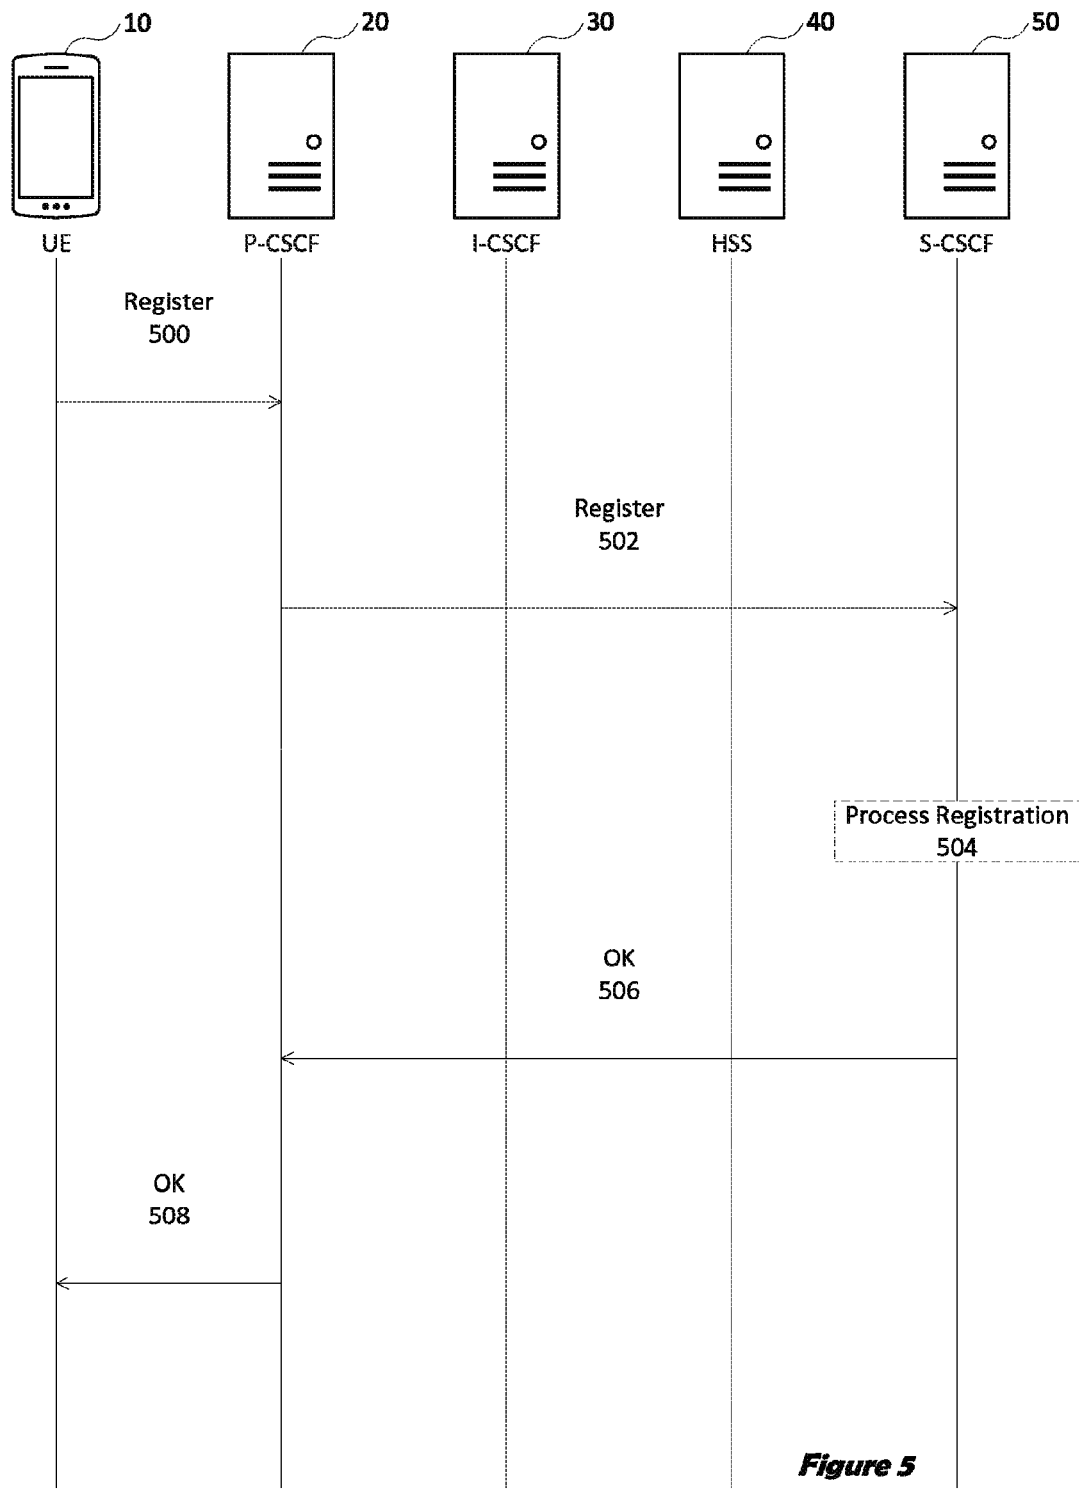 10
20
30
40
50
UE
P-CSCF
I-CSCF
HSS
S-CSCF
Register
500
Register
502
Process Registration
504
OK
506
OK
508
Figure 5